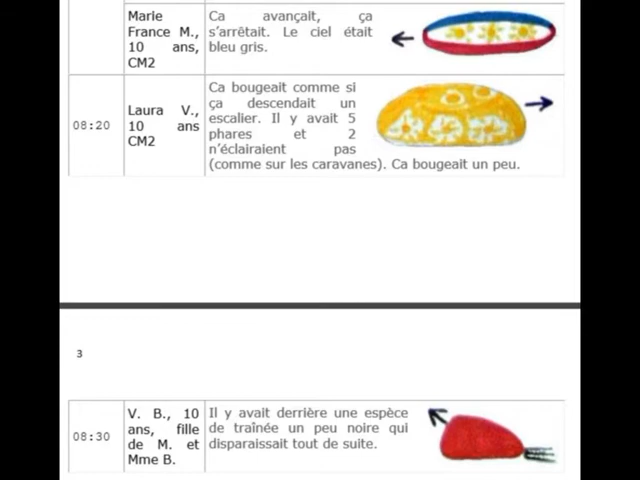 Marie
France M.,
10 ans,
CM2
Ca avançait, ça
s'arrêtait. Le ciel était
bleu gris.
08:20
Laura V.,
10 ans
CM2
Ca bougeait comme si
ça descendait un
escalier. Il y avait 5
phares et 2
n'éclairaient pas
(comme sur les caravanes). Ca bougeait un peu.
3
08:30
V. B., 10
ans, fille
de M. et
Mme B.
Il y avait derrière une espèce
de traînée un peu noire qui
disparaissait tout de suite.